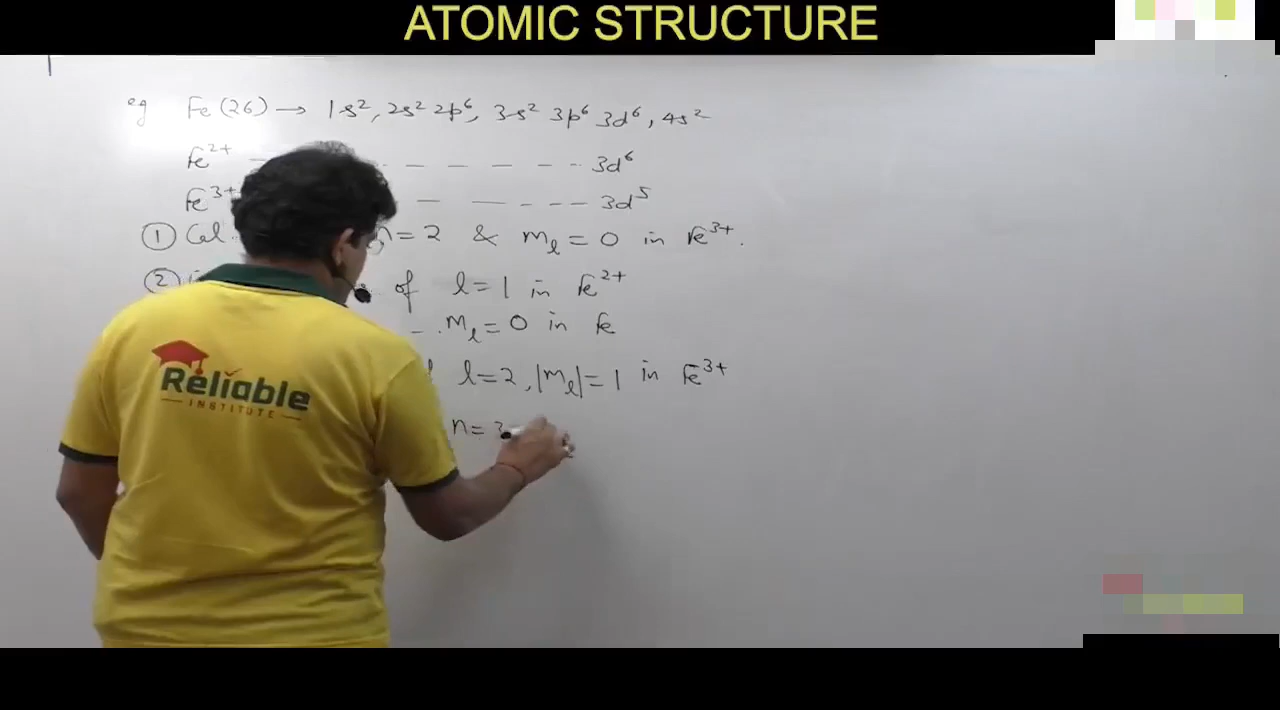 ATOMIC STRUCTURE
eg Fe(26) → 1s², 2s² 2p⁶, 3s² 3p⁶ 3d⁶, 4s²
Fe²⁺ — — — — — 3d⁶
Fe³⁺ — — — — — 3d⁵
① Cal n = 2 & mₗ = 0 in Fe³⁺.
② of l = 1 in Fe²⁺
mₗ = 0 in Fe
l = 2, |mₗ| = 1 in Fe³⁺
n =
Reliable
INSTITUTE